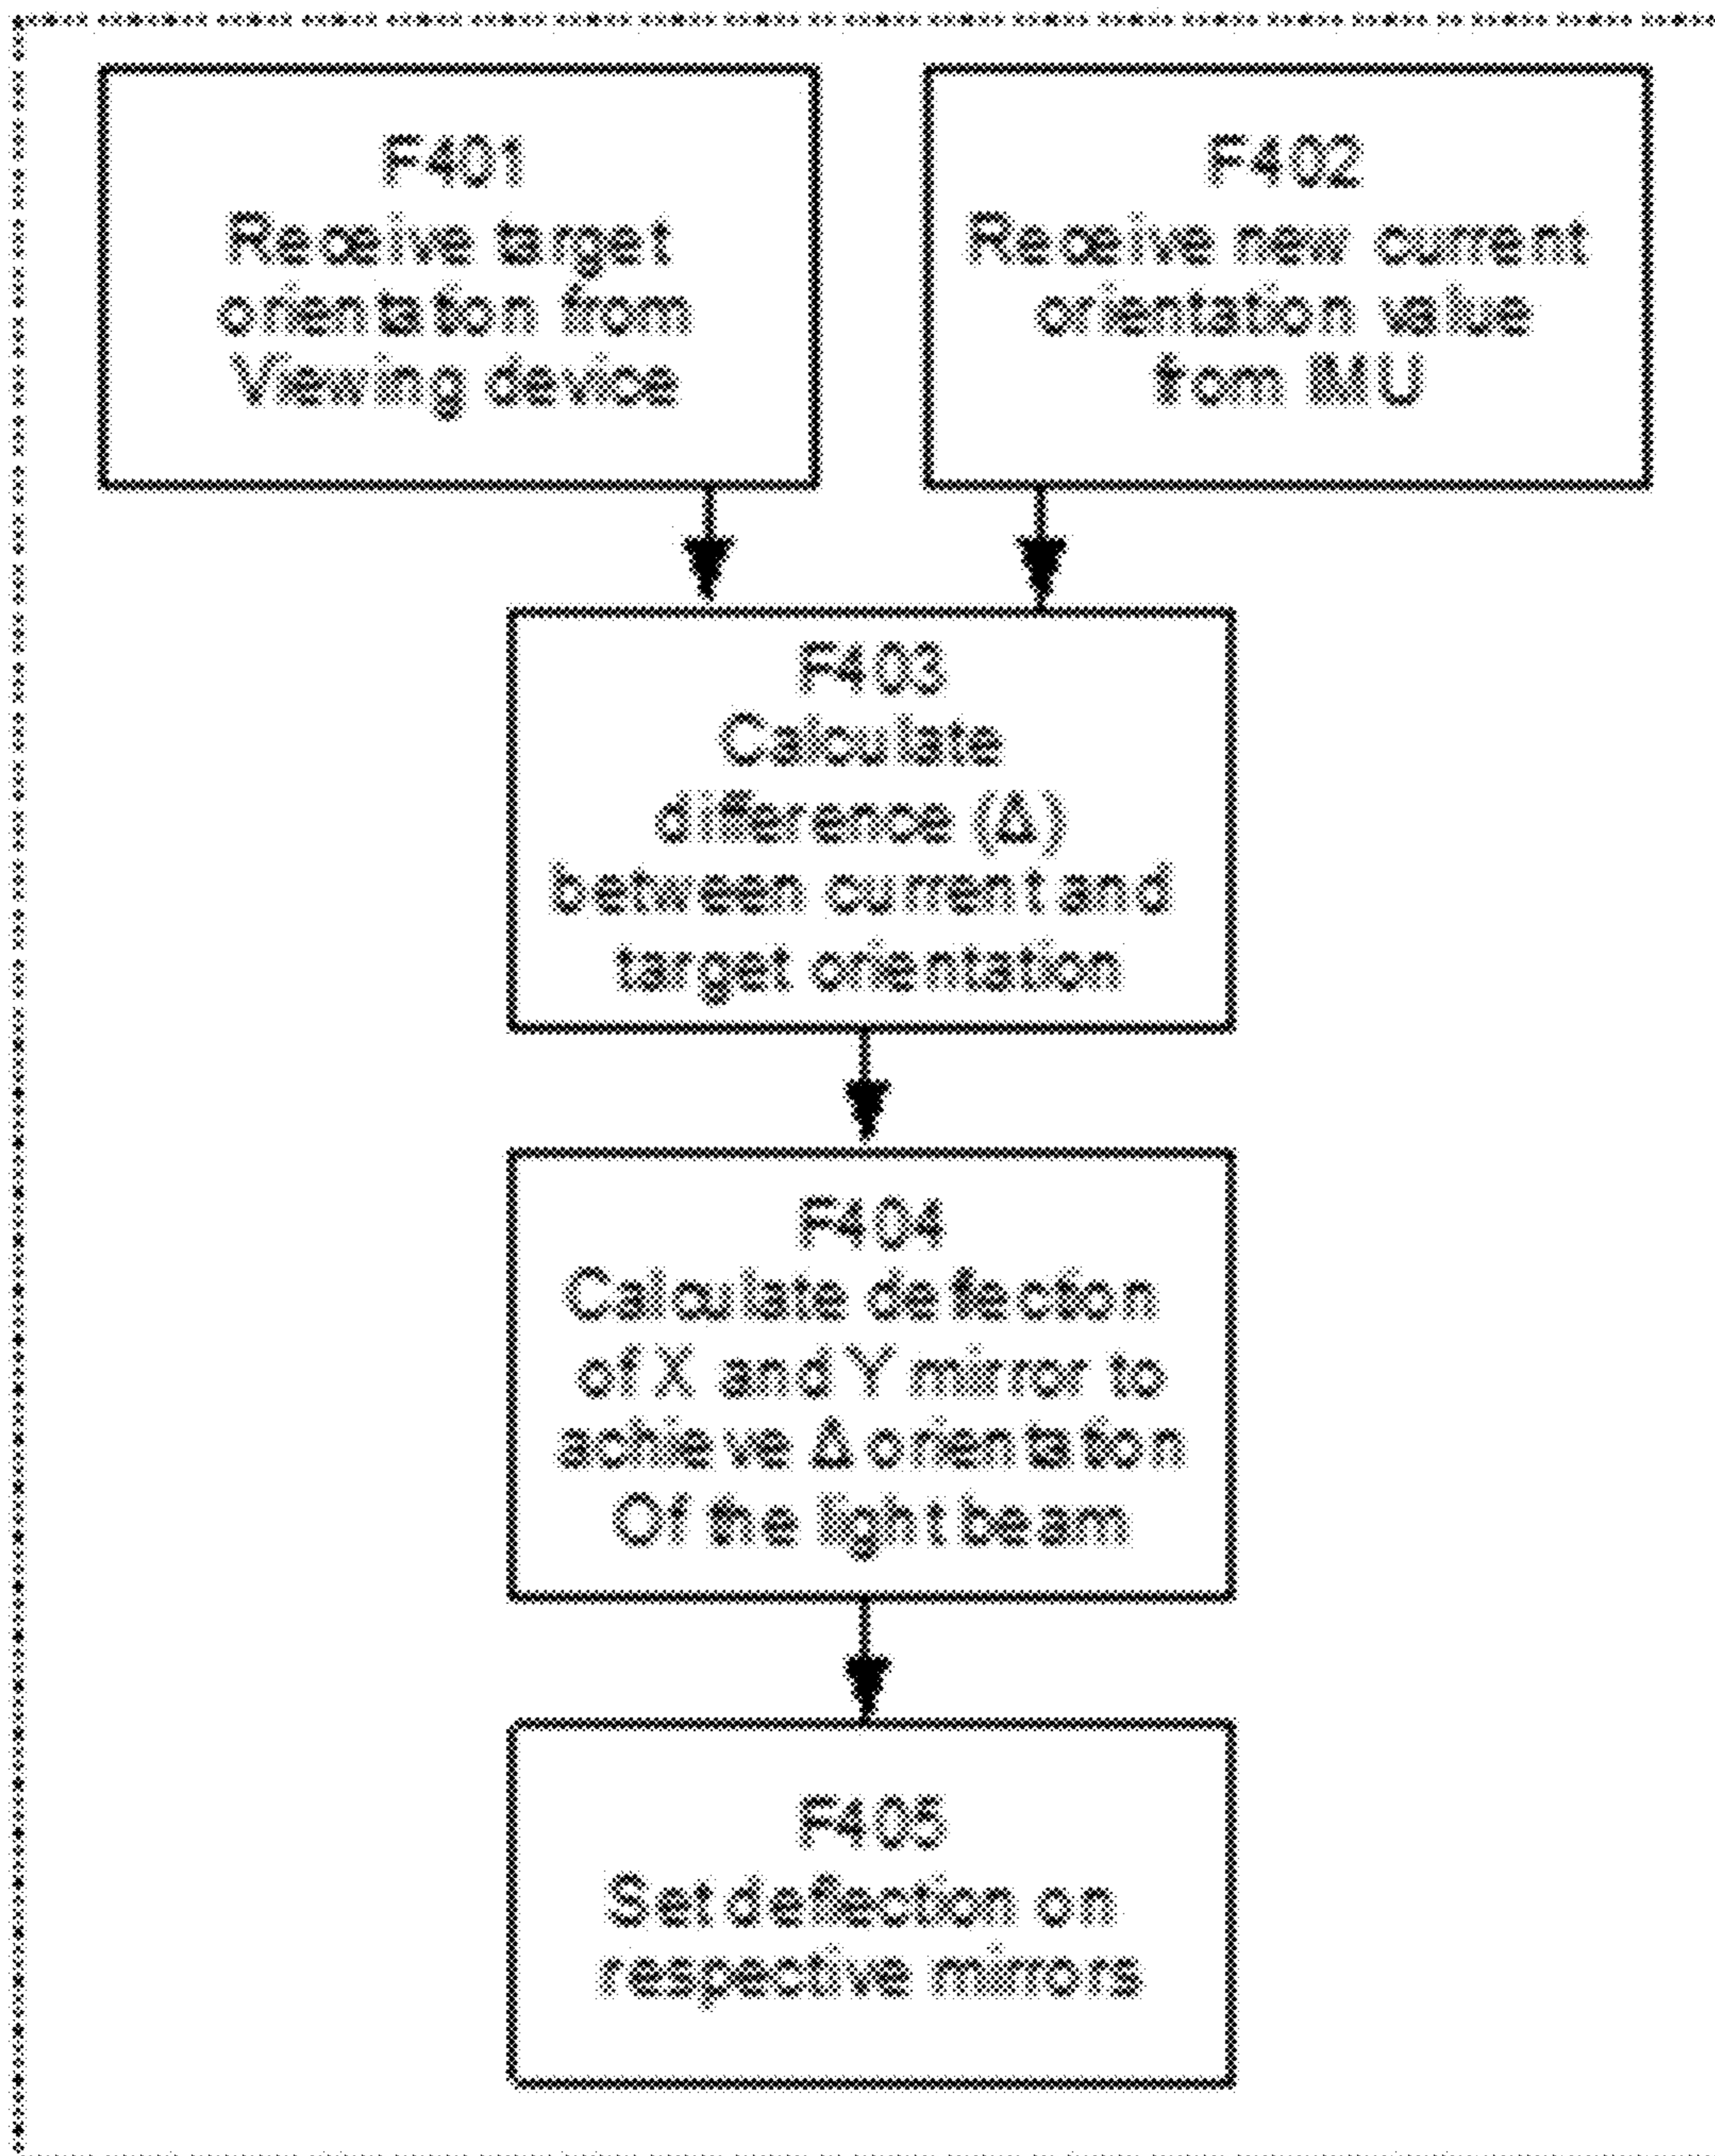 F401
Receive target
orientation from
Viewing device
F402
Receive new current
orientation value
from IMU
F403
Calculate
difference (Δ)
between current and
target orientation
F404
Calculate deflection
of X and Y mirror to
achieve Δ orientation
Of the light beam
F405
Set deflection on
respective mirrors